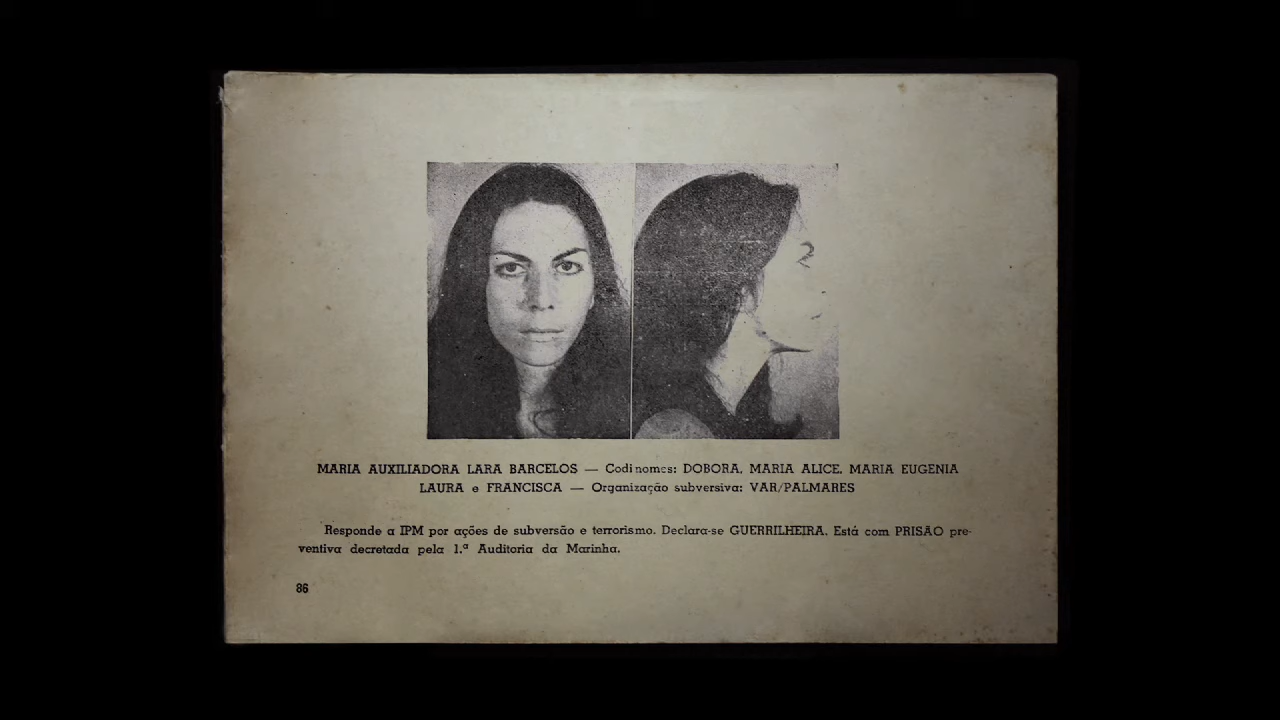 MARIA AUXILIADORA LARA BARCELOS — Codinomes: DOBORA, MARIA ALICE, MARIA EUGENIA
LAURA e FRANCISCA — Organização subversiva: VAR/PALMARES
Responde a IPM por ações de subversão e terrorismo. Declara-se GUERRILHEIRA. Está com PRISÃO pre-
ventiva decretada pela 1.ª Auditoria da Marinha.
86